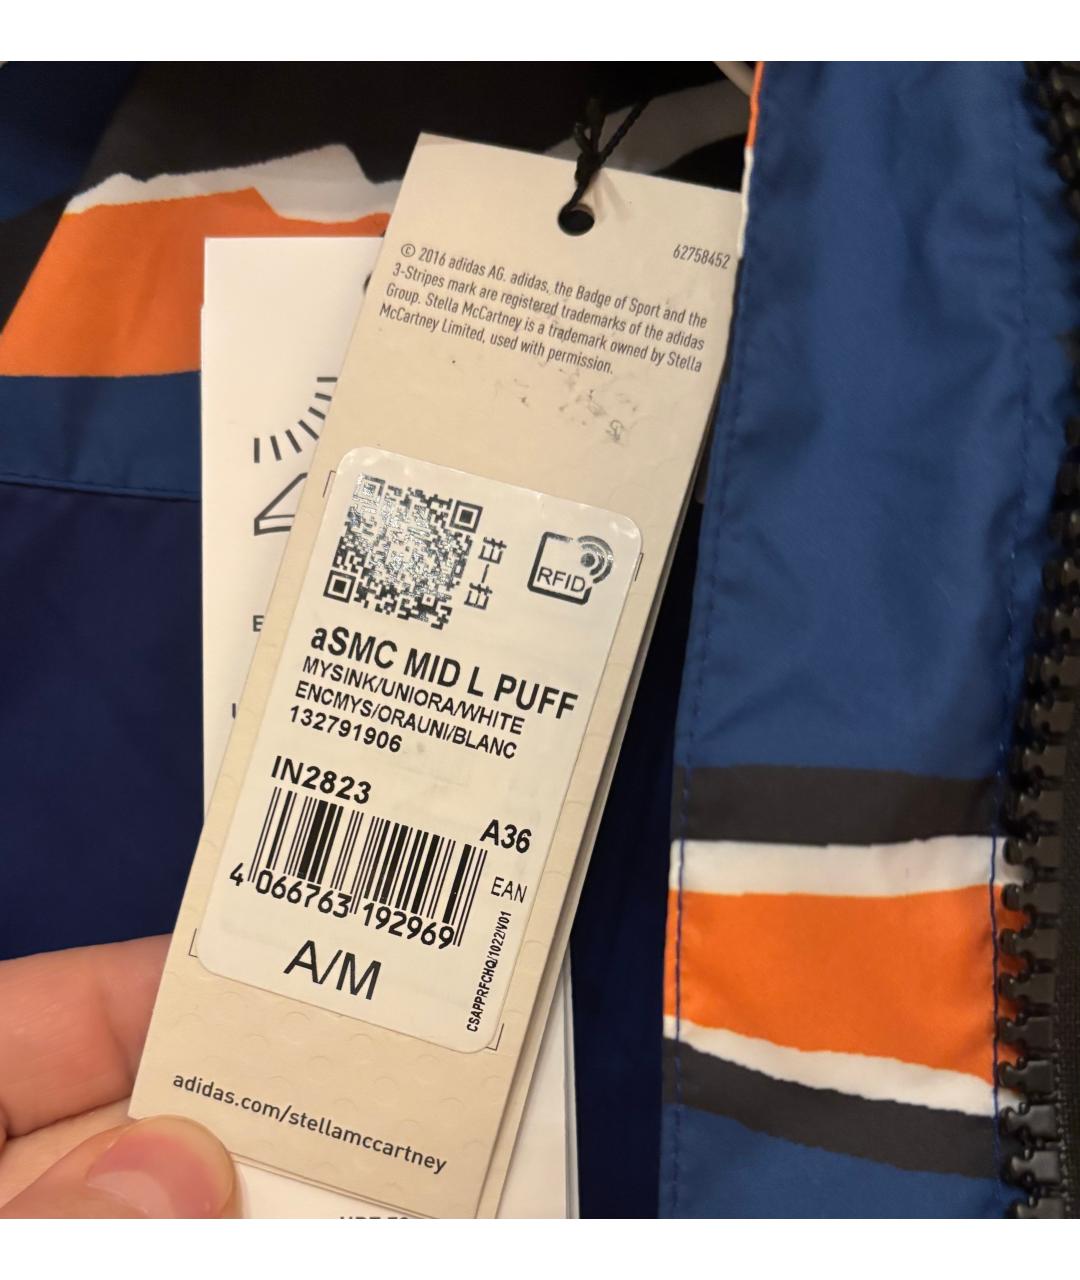 62758452
© 2016 adidas AG. adidas, the Badge of Sport and the
3-Stripes mark are registered trademarks of the adidas
Group. Stella McCartney is a trademark owned by Stella
McCartney Limited, used with permission.
RFID
aSMC MID L PUFF
MYSINK/UNIORA/WHITE
ENCMYS/ORAUNI/BLANC
132791906
IN2823
A36
EAN
4 066763 192969
CSAPPRFCHQ/1022/V01
A/M
adidas.com/stellamccartney